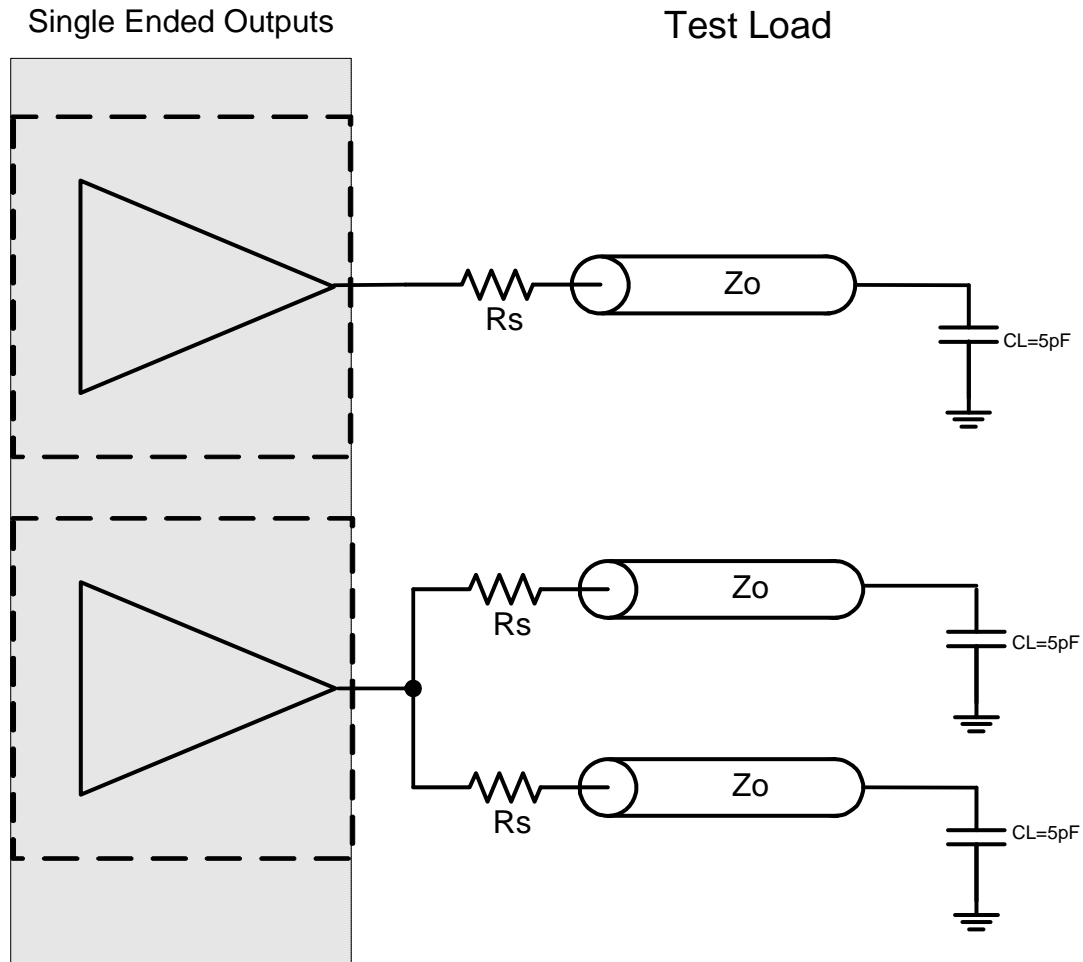 Single Ended Outputs
Test Load
Zo
Rs
CL=5pF
Zo
Rs
CL=5pF
Zo
Rs
CL=5pF